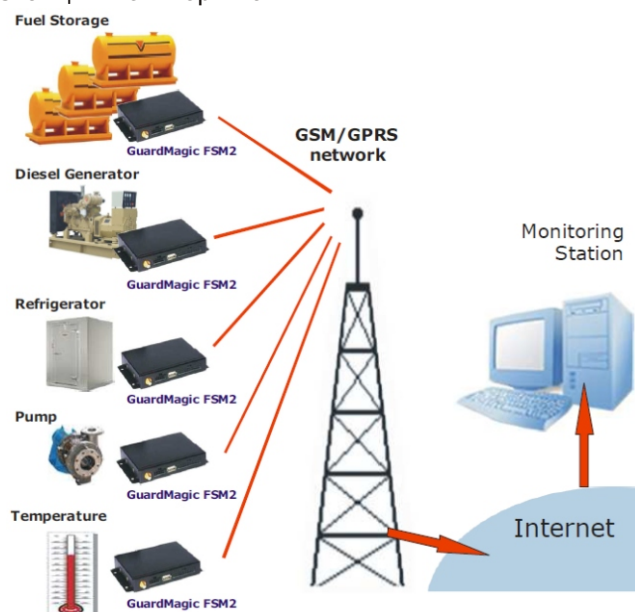 Fuel Storage
GuardMagic FSM2
GSM/GPRS
network
Diesel Generator
GuardMagic FSM2
Monitoring
Station
Refrigerator
GuardMagic FSM2
Pump
GuardMagic FSM2
Internet
Temperature
GuardMagic FSM2